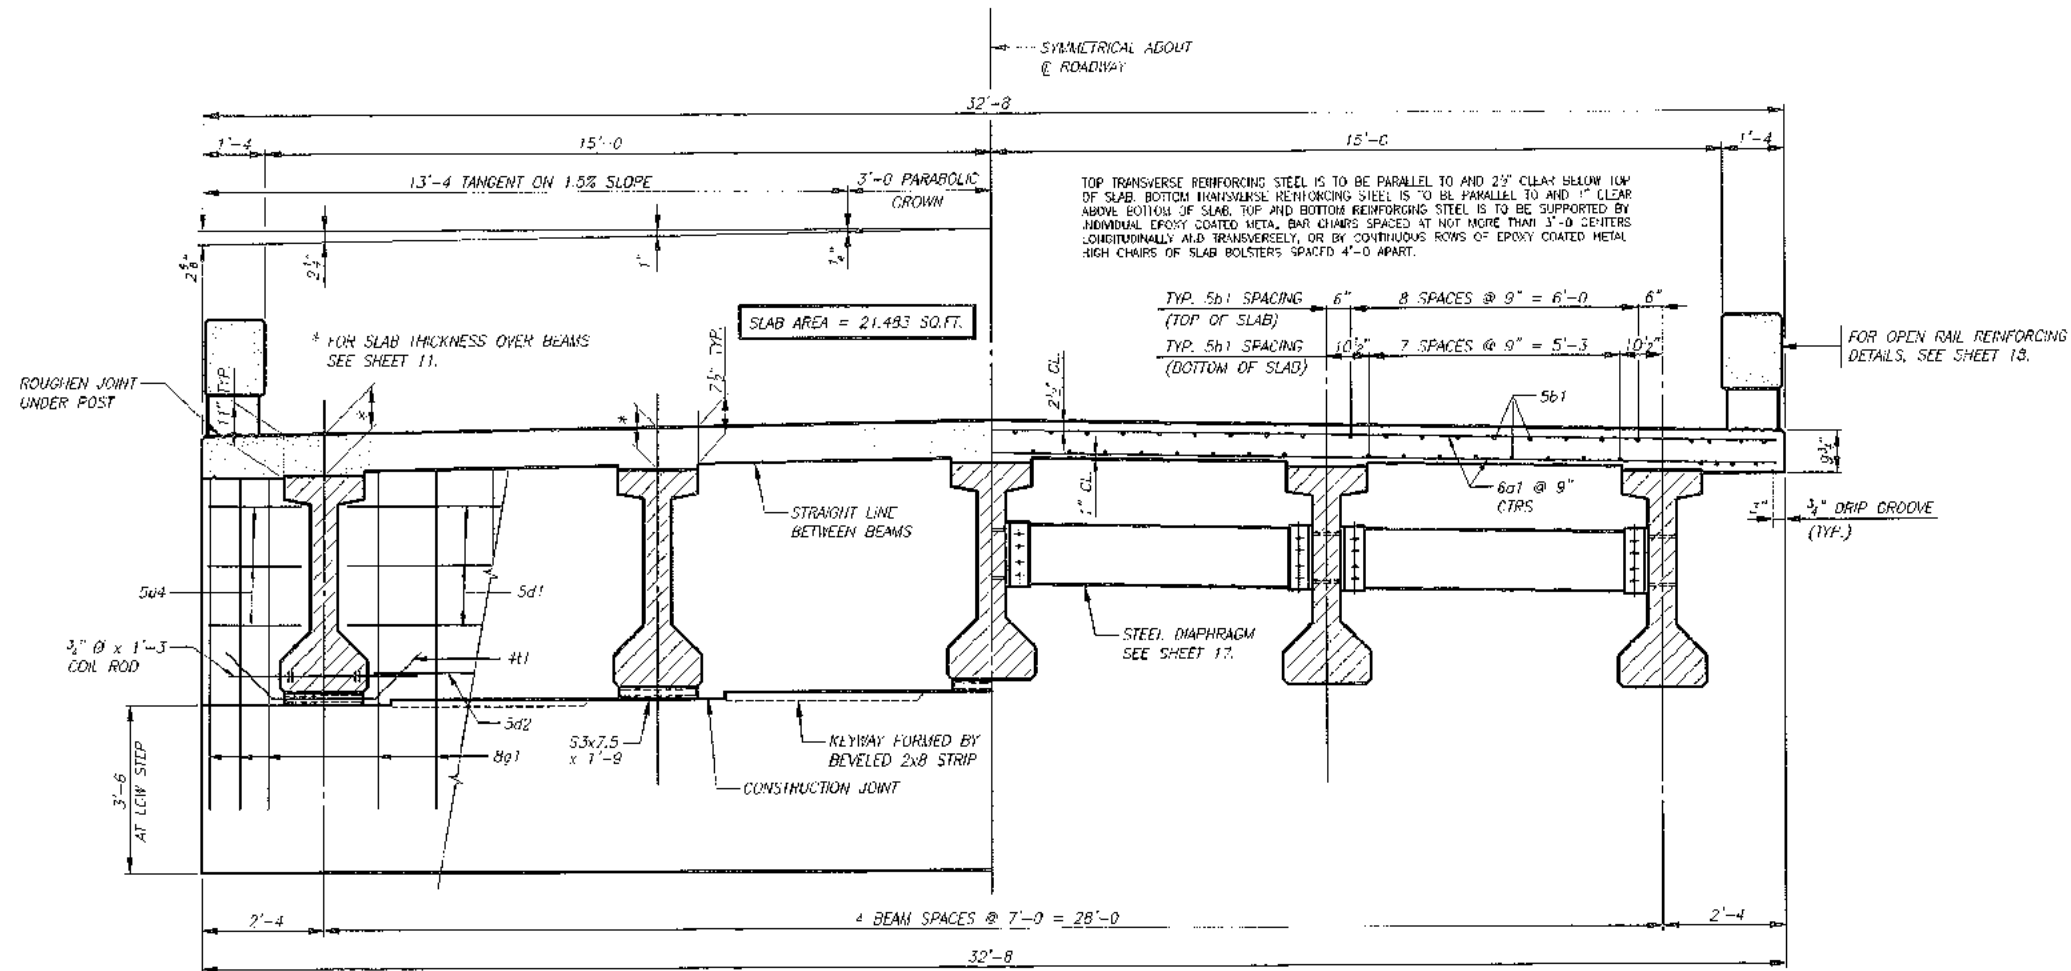 SYMMETRICAL ABOUT
℄ ROADWAY
32'-8
1'-4
15'-0
15'-0
1'-4
13'-4 TANGENT ON 1.5% SLOPE
3'-0 PARABOLIC
CROWN
TOP TRANSVERSE REINFORCING STEEL IS TO BE PARALLEL TO AND 2½" CLEAR BELOW TOP
OF SLAB. BOTTOM TRANSVERSE REINFORCING STEEL IS TO BE PARALLEL TO AND 1" CLEAR
ABOVE BOTTOM OF SLAB. TOP AND BOTTOM REINFORCING STEEL IS TO BE SUPPORTED BY
INDIVIDUAL EPOXY COATED METAL BAR CHAIRS SPACED AT NOT MORE THAN 3'-0 CENTERS
LONGITUDINALLY AND TRANSVERSELY, OR BY CONTINUOUS ROWS OF EPOXY COATED METAL
HIGH CHAIRS OF SLAB BOLSTERS SPACED 4'-0 APART.
2¼"
1"
SLAB AREA = 21.483 SQ.FT.
TYP. 5b1 SPACING
(TOP OF SLAB)
6"
8 SPACES @ 9" = 6'-0
6"
TYP. 5b1 SPACING
(BOTTOM OF SLAB)
10½"
7 SPACES @ 9" = 5'-3
10½"
* FOR SLAB THICKNESS OVER BEAMS
SEE SHEET 11.
FOR OPEN RAIL REINFORCING
DETAILS, SEE SHEET 18.
ROUGHEN JOINT
UNDER POST
TYP.
*
*
7½" TYP.
2½" CL.
5b1
9¾"
1" CL.
6a1 @ 9"
CTRS
3"
¾" DRIP GROOVE
(TYP.)
STRAIGHT LINE
BETWEEN BEAMS
5d4
5d1
¾" Ø x 1'-3
COIL ROD
4t1
STEEL DIAPHRAGM
SEE SHEET 17.
5d2
S3x7.5
x 1'-9
KEYWAY FORMED BY
BEVELED 2x8 STRIP
8g1
CONSTRUCTION JOINT
3'-6
AT LOW STEP
2'-4
4 BEAM SPACES @ 7'-0 = 28'-0
2'-4
32'-8